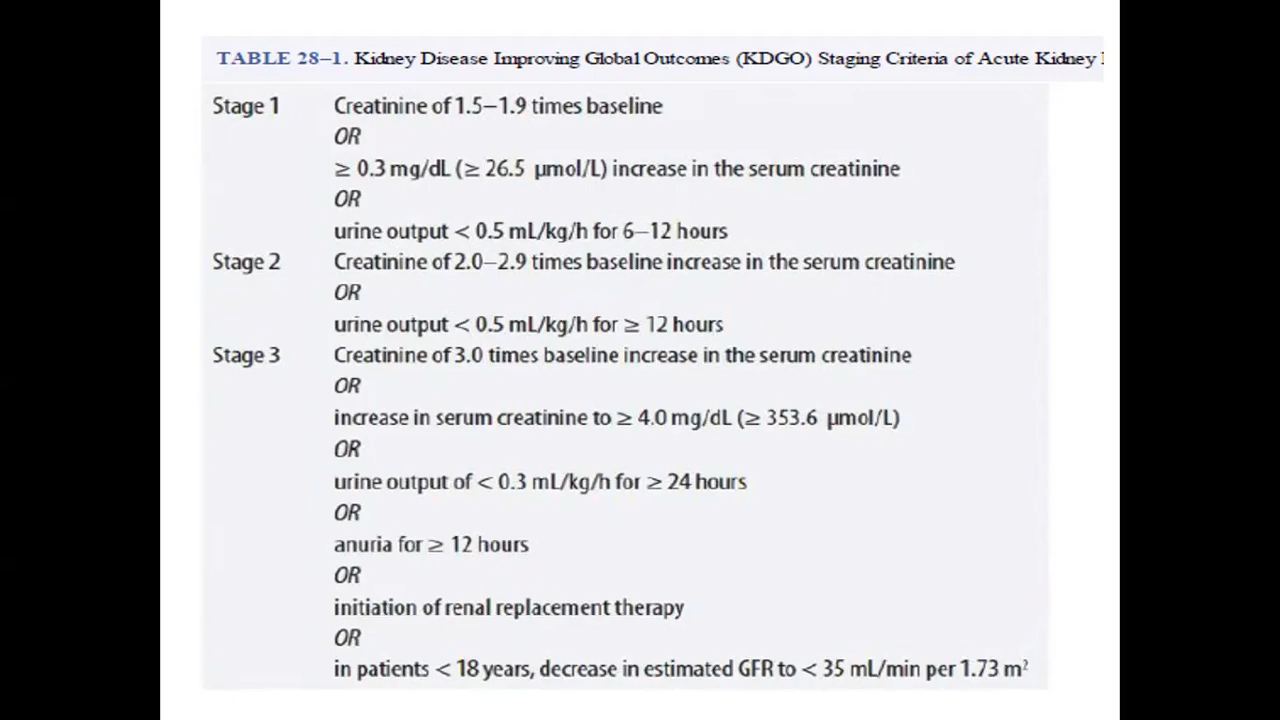 TABLE 28–1. Kidney Disease Improving Global Outcomes (KDGO) Staging Criteria of Acute Kidney
Stage 1 Creatinine of 1.5–1.9 times baseline
OR
≥ 0.3 mg/dL (≥ 26.5 μmol/L) increase in the serum creatinine
OR
urine output < 0.5 mL/kg/h for 6–12 hours
Stage 2 Creatinine of 2.0–2.9 times baseline increase in the serum creatinine
OR
urine output < 0.5 mL/kg/h for ≥ 12 hours
Stage 3 Creatinine of 3.0 times baseline increase in the serum creatinine
OR
increase in serum creatinine to ≥ 4.0 mg/dL (≥ 353.6 μmol/L)
OR
urine output of < 0.3 mL/kg/h for ≥ 24 hours
OR
anuria for ≥ 12 hours
OR
initiation of renal replacement therapy
OR
in patients < 18 years, decrease in estimated GFR to < 35 mL/min per 1.73 m²